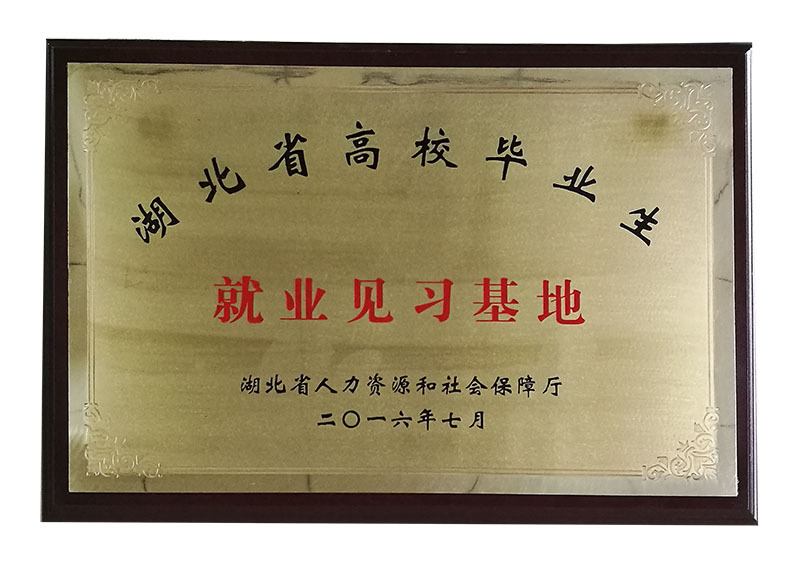 湖北省高校毕业生
就业见习基地
湖北省人力资源和社会保障厅
二〇一六年七月